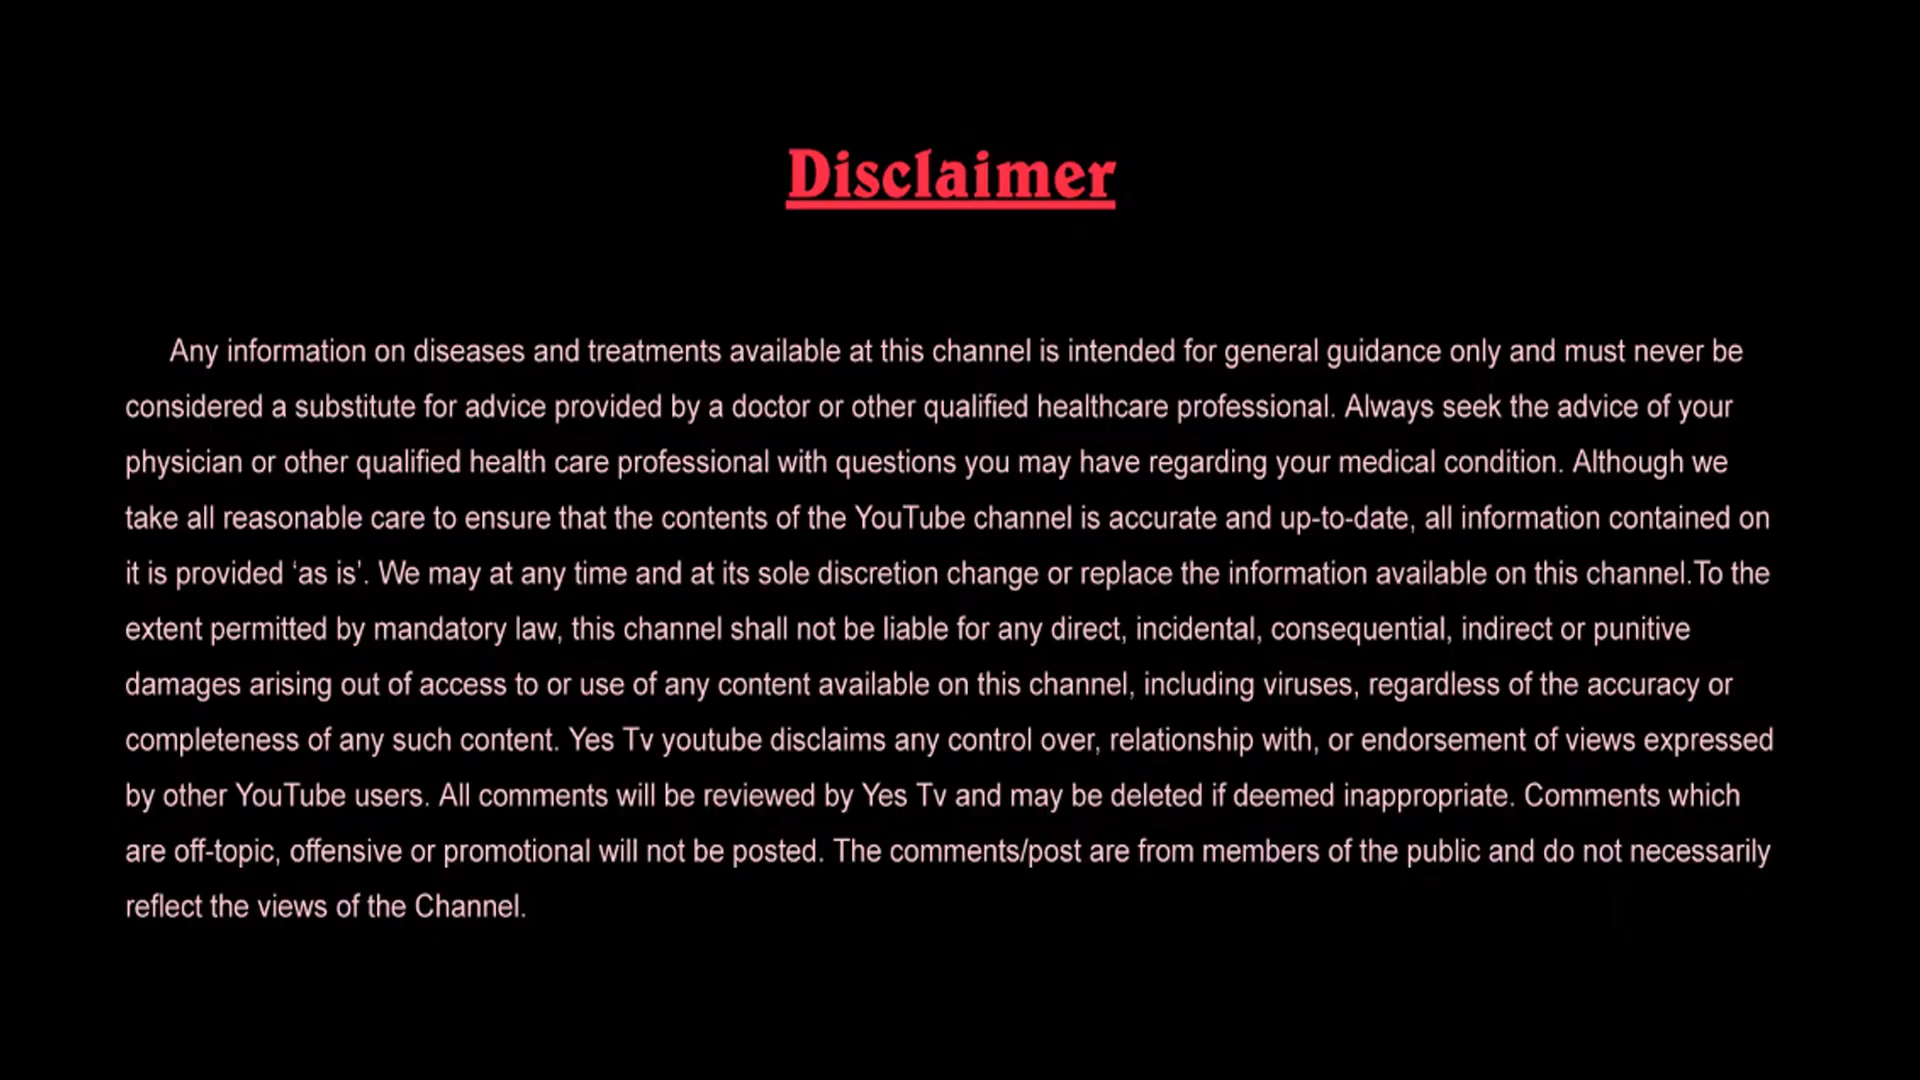 Disclaimer
Any information on diseases and treatments available at this channel is intended for general guidance only and must never be
considered a substitute for advice provided by a doctor or other qualified healthcare professional. Always seek the advice of your
physician or other qualified health care professional with questions you may have regarding your medical condition. Although we
take all reasonable care to ensure that the contents of the YouTube channel is accurate and up-to-date, all information contained on
it is provided ‘as is’. We may at any time and at its sole discretion change or replace the information available on this channel.To the
extent permitted by mandatory law, this channel shall not be liable for any direct, incidental, consequential, indirect or punitive
damages arising out of access to or use of any content available on this channel, including viruses, regardless of the accuracy or
completeness of any such content. Yes Tv youtube disclaims any control over, relationship with, or endorsement of views expressed
by other YouTube users. All comments will be reviewed by Yes Tv and may be deleted if deemed inappropriate. Comments which
are off-topic, offensive or promotional will not be posted. The comments/post are from members of the public and do not necessarily
reflect the views of the Channel.